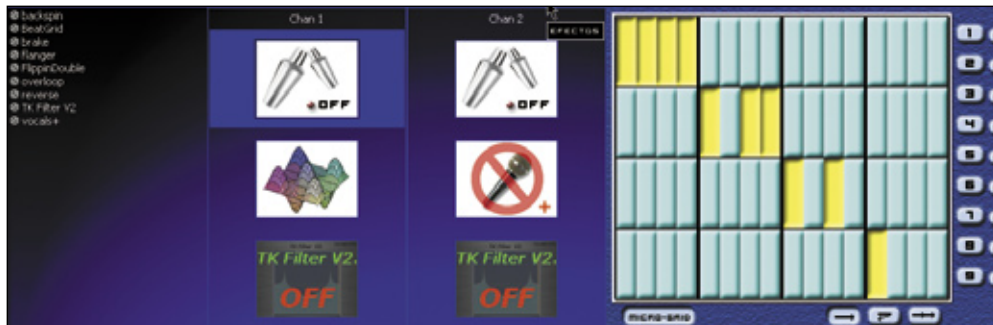 backspin
BeatGrid
brake
flanger
FlippinDouble
overloop
reverse
TK Filter V2
vocals+
Chan 1
Chan 2
EFECTOS
OFF
OFF
+
TK Filter V2.
OFF
TK Filter V2.
OFF
1
2
3
4
5
6
7
8
9
MICRO-GRID